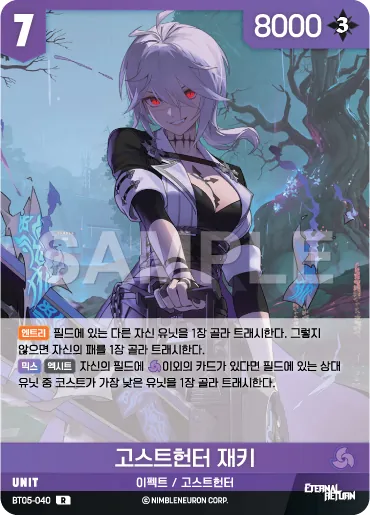 7
8000 3
SAMPLE
엔트리 필드에 있는 다른 자신 유닛을 1장 골라 트래시한다. 그렇지
않으면 자신의 패를 1장 골라 트래시한다.
믹스 엑시트 자신의 필드에 이외의 카드가 있다면 필드에 있는 상대
유닛 중 코스트가 가장 낮은 유닛을 1장 골라 트래시한다.
고스트헌터 재키
UNIT 이펙트 / 고스트헌터
BT05-040 R ⓒ NIMBLENEURON CORP. ETERNAL RETURN